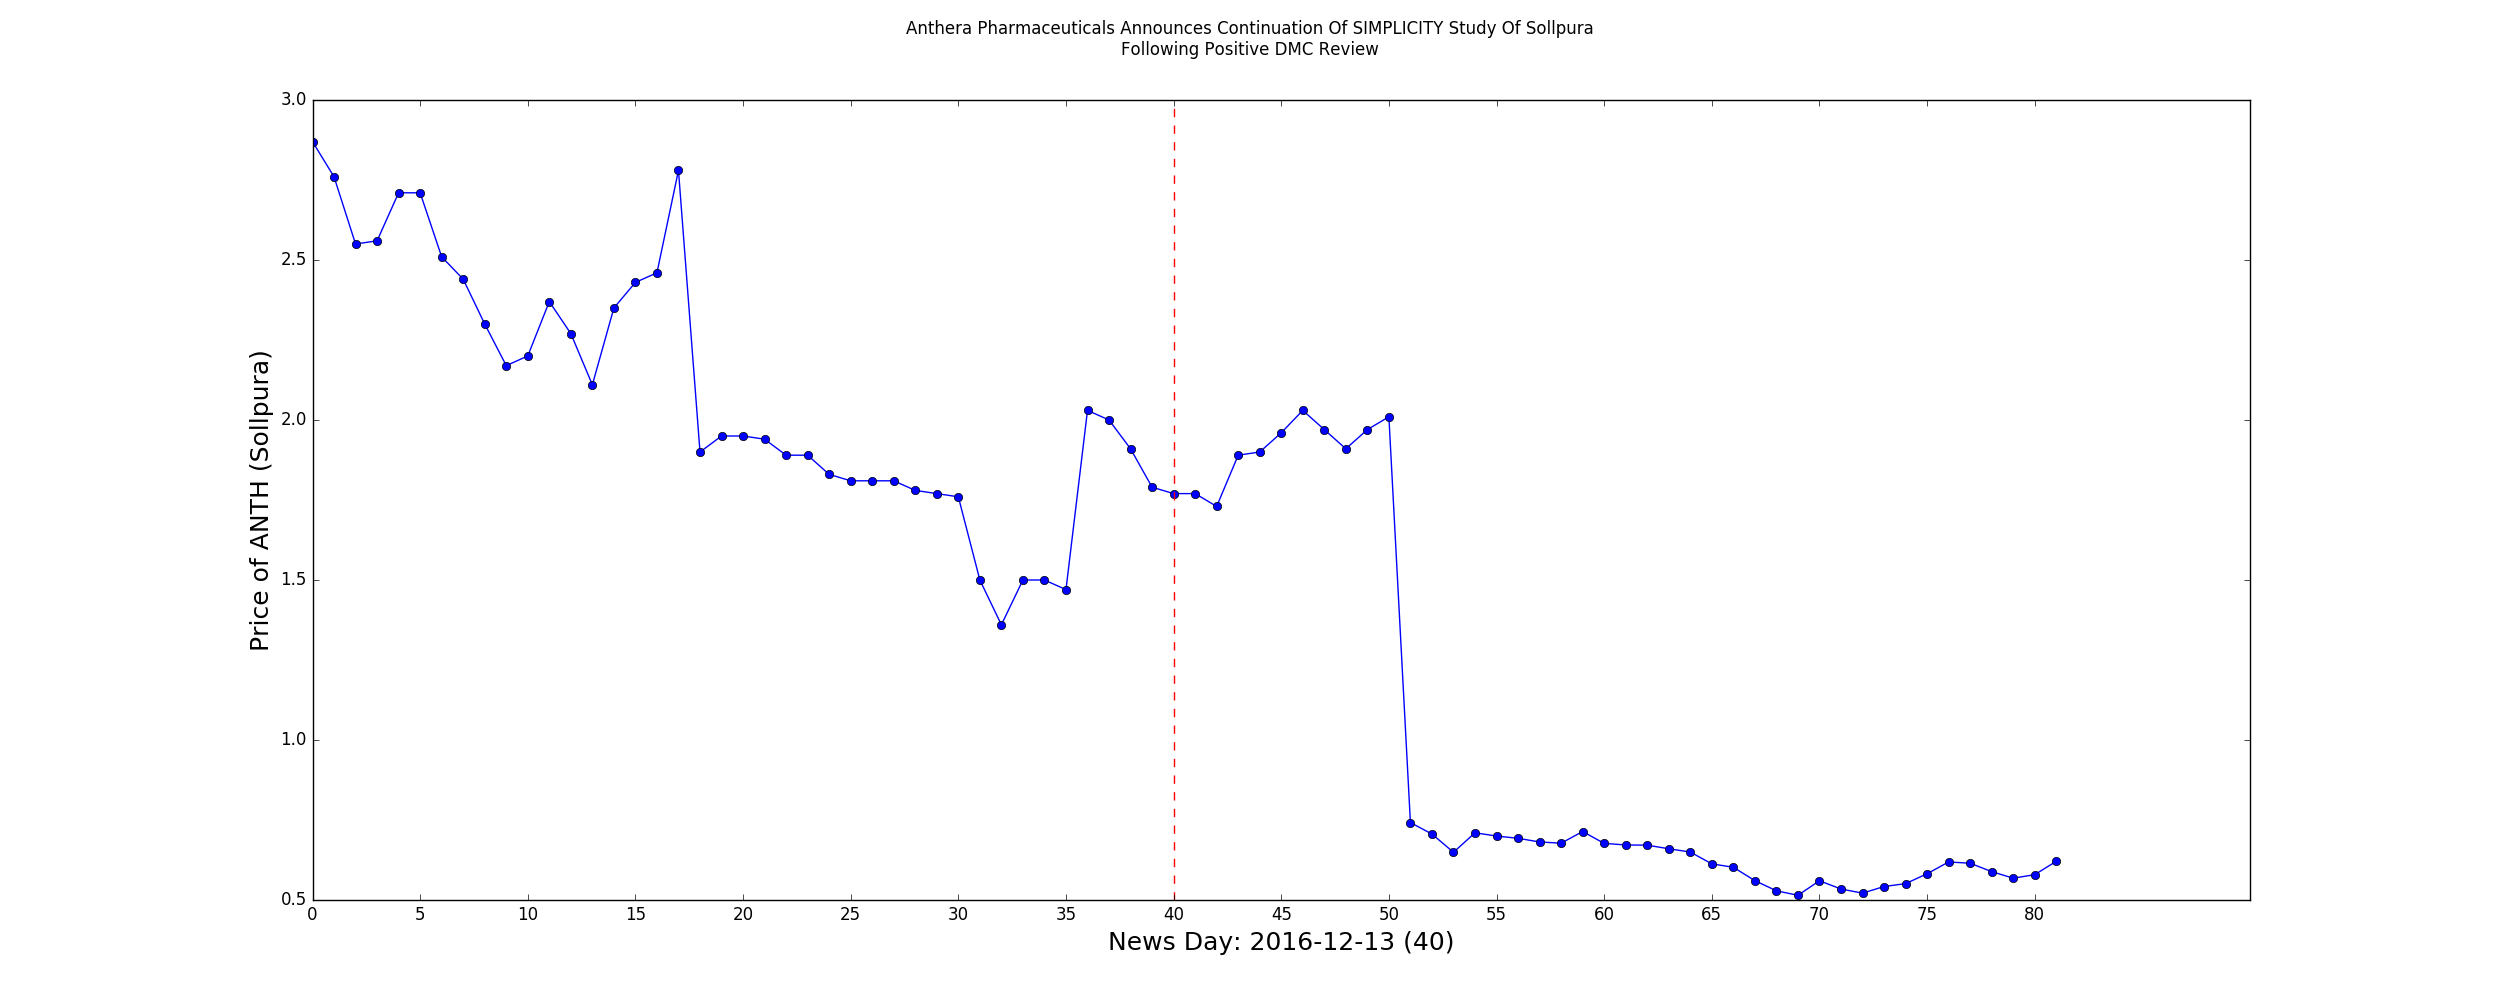 Anthera Pharmaceuticals Announces Continuation Of SIMPLICITY Study Of Sollpura
Following Positive DMC Review
3.0
2.5
2.0
1.5
1.0
0.5
Price of ANTH (Sollpura)
0 5 10 15 20 25 30 35 40 45 50 55 60 65 70 75 80
News Day: 2016-12-13 (40)